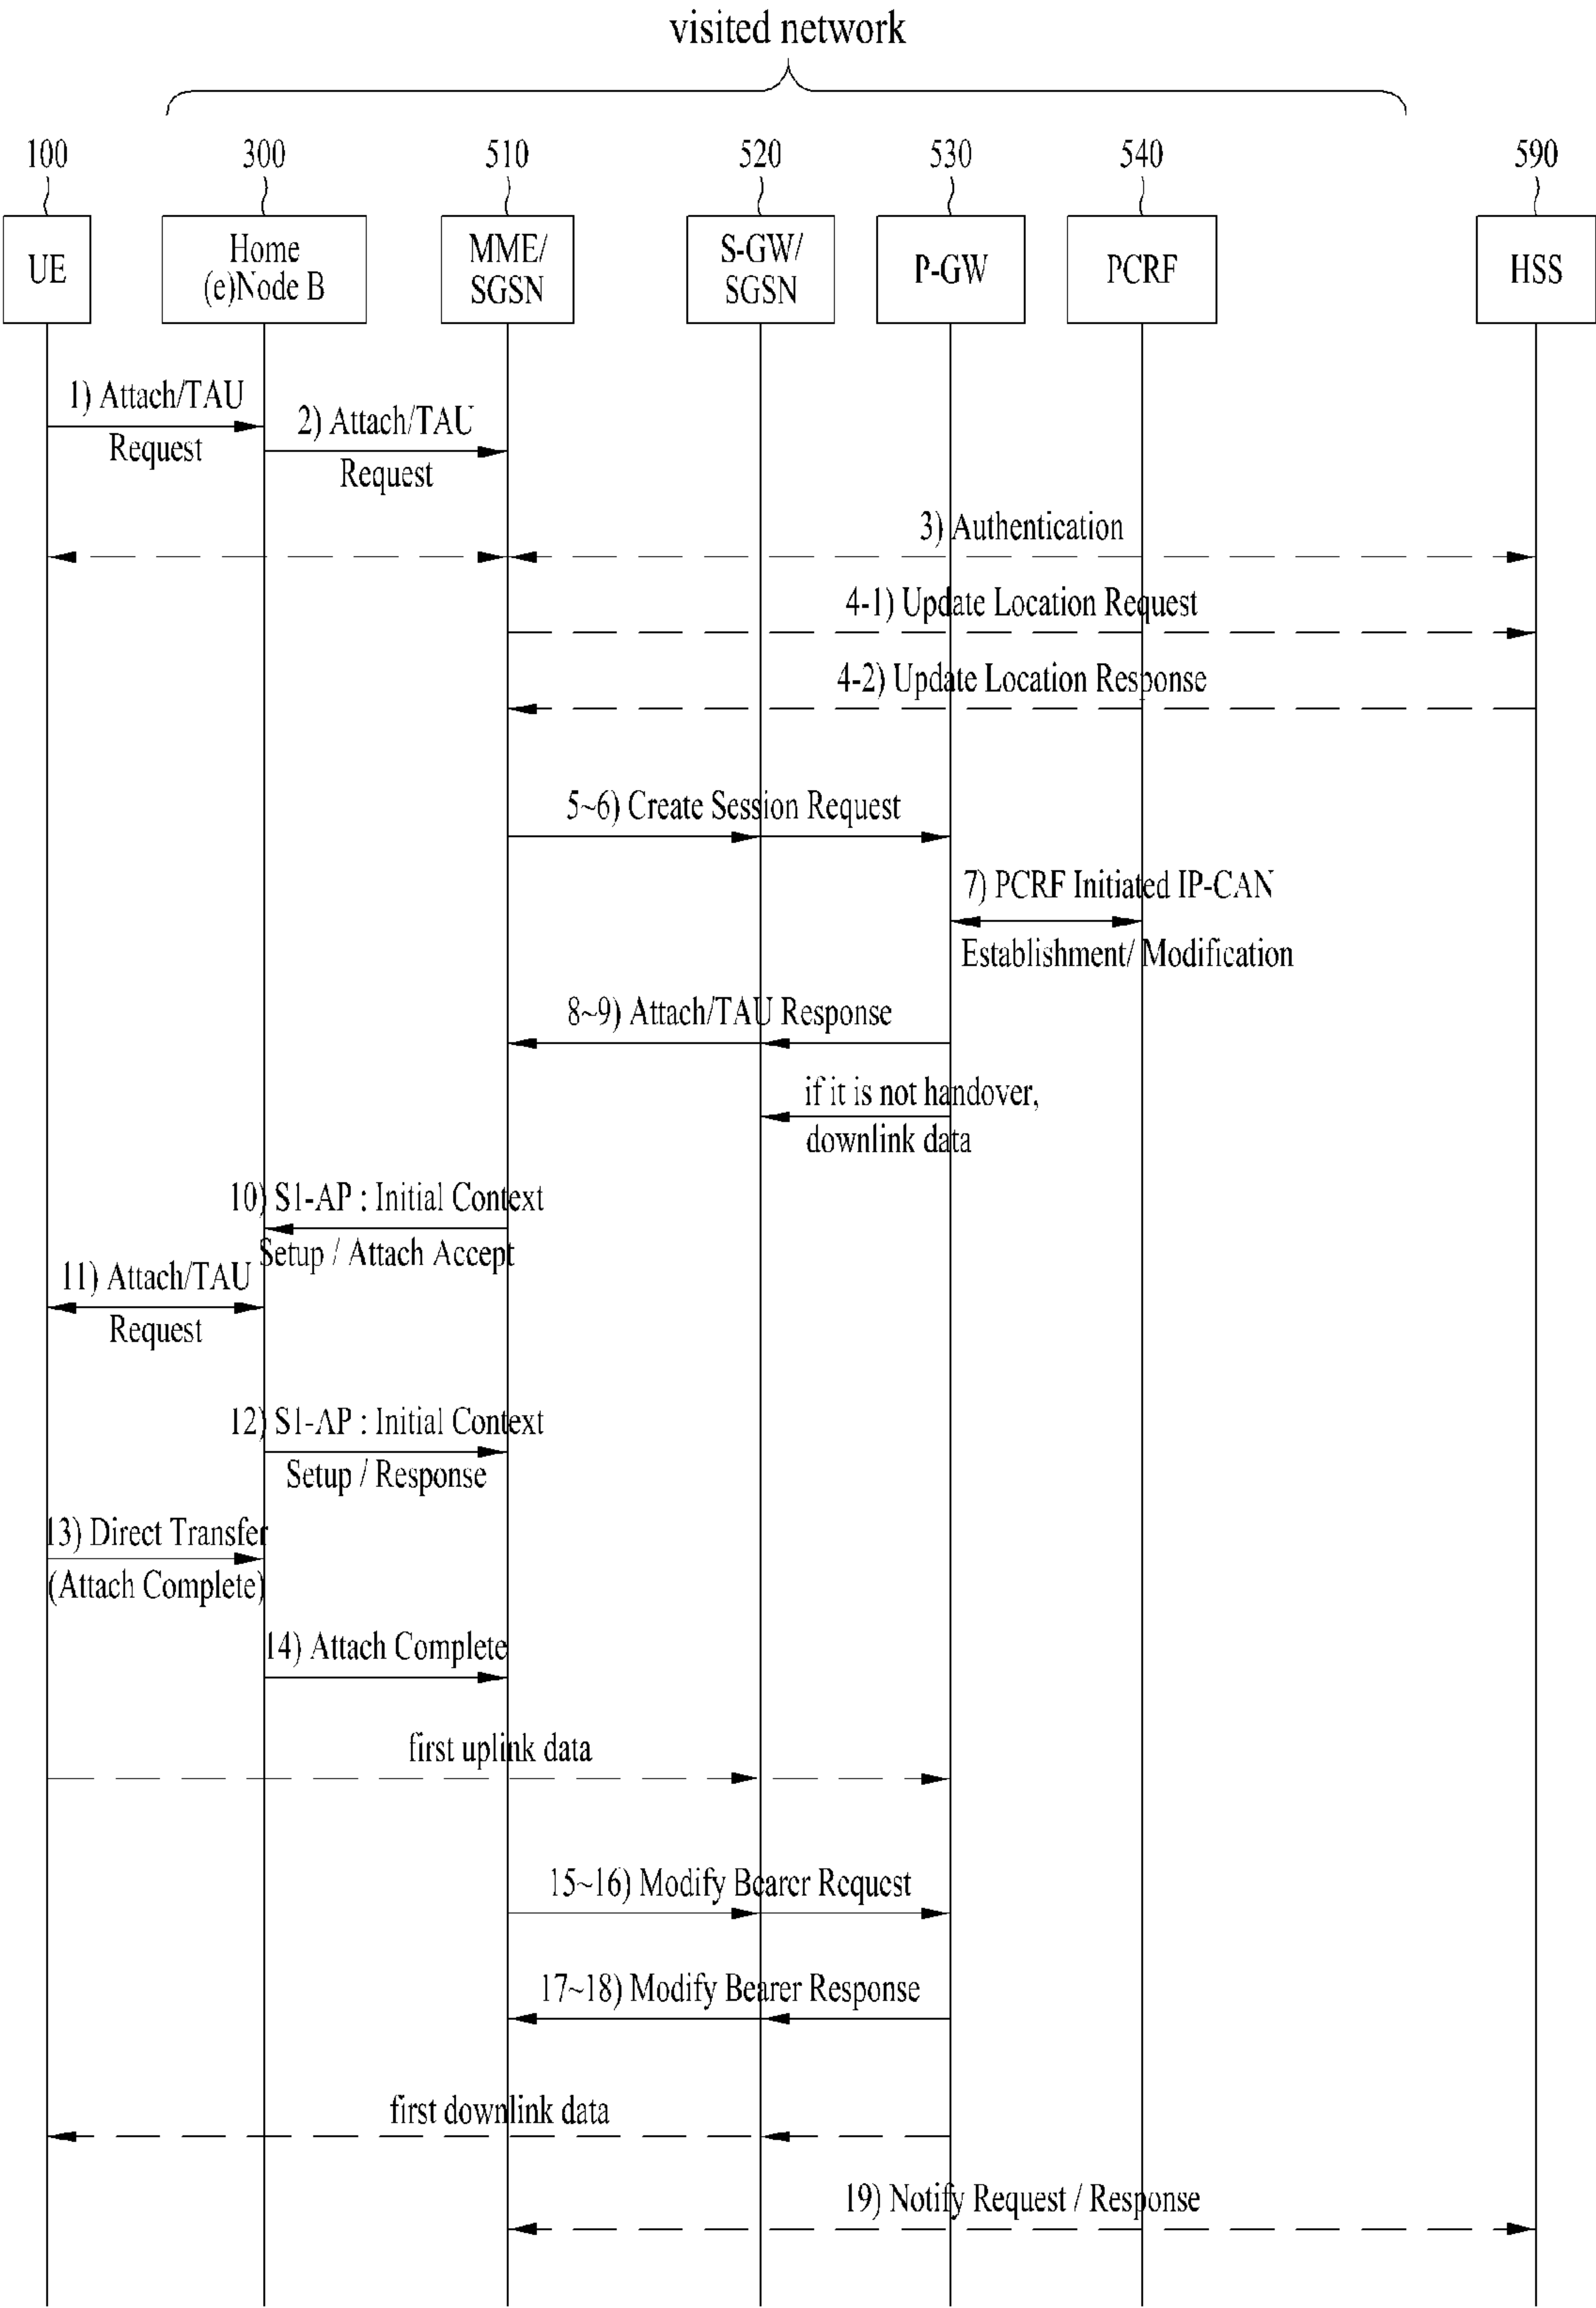 visited network
100
300
510
520
530
540
590
UE
Home
(e)Node B
MME/
SGSN
S-GW/
SGSN
P-GW
PCRF
HSS
1) Attach/TAU
Request
2) Attach/TAU
Request
3) Authentication
4-1) Update Location Request
4-2) Update Location Response
5~6) Create Session Request
7) PCRF Initiated IP-CAN
Establishment/ Modification
8~9) Attach/TAU Response
if it is not handover,
downlink data
10) S1-AP : Initial Context
Setup / Attach Accept
11) Attach/TAU
Request
12) S1-AP : Initial Context
Setup / Response
13) Direct Transfer
(Attach Complete)
14) Attach Complete
first uplink data
15~16) Modify Bearer Request
17~18) Modify Bearer Response
first downlink data
19) Notify Request / Response